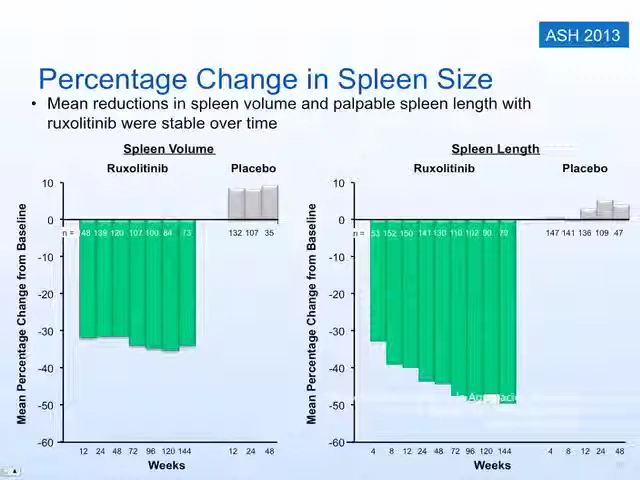 ASH 2013
Percentage Change in Spleen Size
• Mean reductions in spleen volume and palpable spleen length with
ruxolitinib were stable over time
Spleen Volume
Ruxolitinib
Placebo
Mean Percentage Change from Baseline
10
0
-10
-20
-30
-40
-50
-60
n = 148 139 120 107 100 84 73
132 107 35
12 24 48 72 96 120 144
12 24 48
Weeks
Spleen Length
Ruxolitinib
Placebo
Mean Percentage Change from Baseline
10
0
-10
-20
-30
-40
-50
-60
n = 153 152 150 141 130 110 102 90 79
147 141 136 109 47
4 8 12 24 48 72 96 120 144
4 8 12 24 48
Weeks